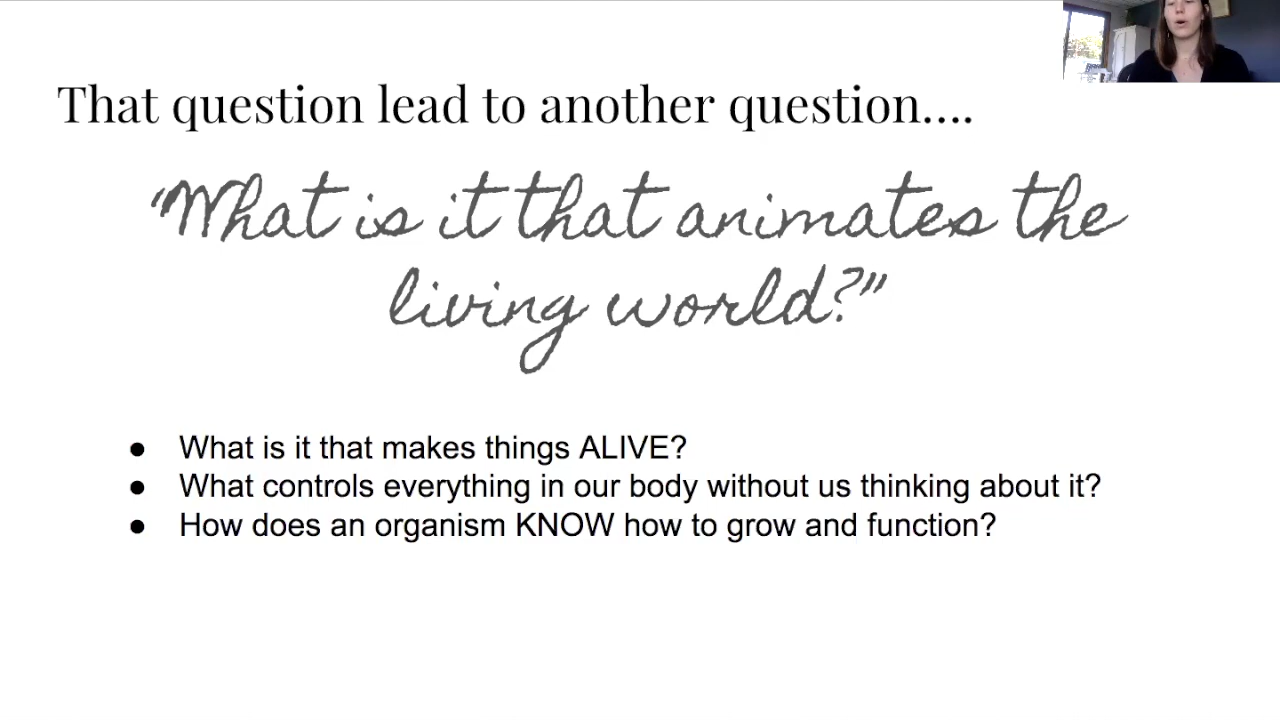 That question lead to another question....
“What is it that animates the
living world?”
● What is it that makes things ALIVE?
● What controls everything in our body without us thinking about it?
● How does an organism KNOW how to grow and function?